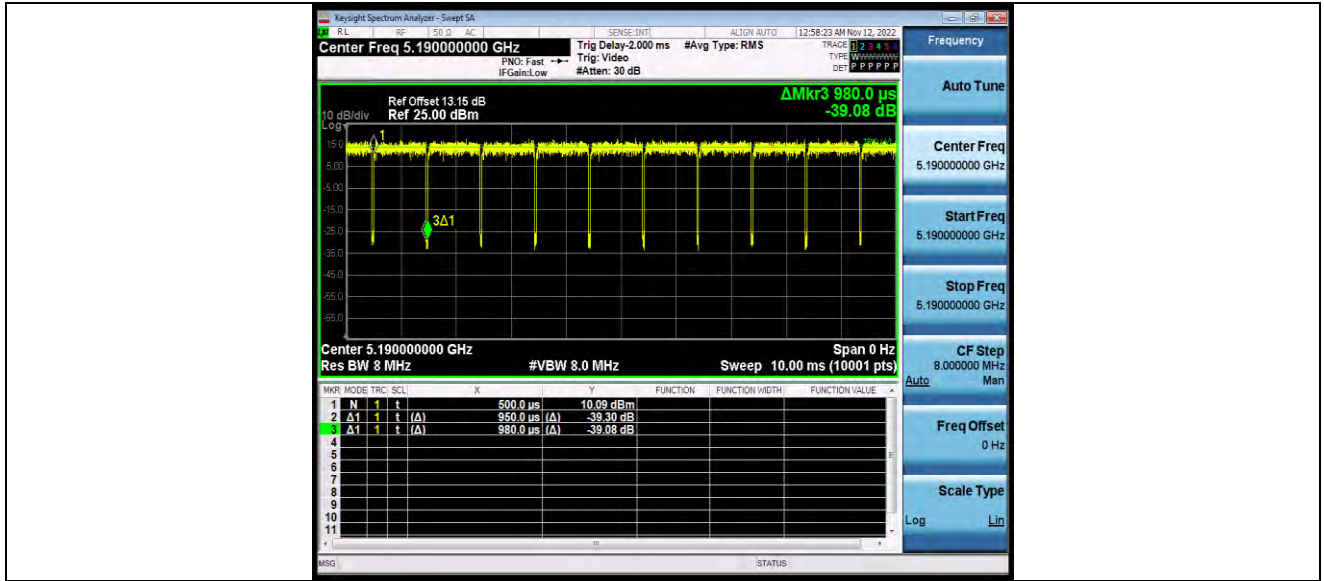 Keysight Spectrum Analyzer - Swept SA
RL RF 50 Ω AC SENSE:INT ALIGN AUTO 12:58:23 AM Nov 12, 2022
Center Freq 5.190000000 GHz
PNO: Fast
IFGain:Low
Trig Delay-2.000 ms
Trig: Video
#Atten: 30 dB
#Avg Type: RMS
TRACE 1 2 3 4 5 6
TYPE WWWWWW
DET P P P P P P
Frequency
ΔMkr3 980.0 µs
-39.08 dB
Ref Offset 13.15 dB
10 dB/div Ref 25.00 dBm
Log
15.0
5.00
-5.00
-15.0
-25.0
-35.0
-45.0
-55.0
-65.0
1
3Δ1
Center 5.190000000 GHz Span 0 Hz
Res BW 8 MHz #VBW 8.0 MHz Sweep 10.00 ms (10001 pts)
MKR MODE TRC SCL X Y FUNCTION FUNCTION WIDTH FUNCTION VALUE
1 N 1 t 500.0 µs 10.09 dBm
2 Δ1 1 t (Δ) 950.0 µs (Δ) -39.30 dB
3 Δ1 1 t (Δ) 980.0 µs (Δ) -39.08 dB
4
5
6
7
8
9
10
11
MSG STATUS
Auto Tune
Center Freq
5.190000000 GHz
Start Freq
5.190000000 GHz
Stop Freq
5.190000000 GHz
CF Step
8.000000 MHz
Auto Man
Freq Offset
0 Hz
Scale Type
Log Lin